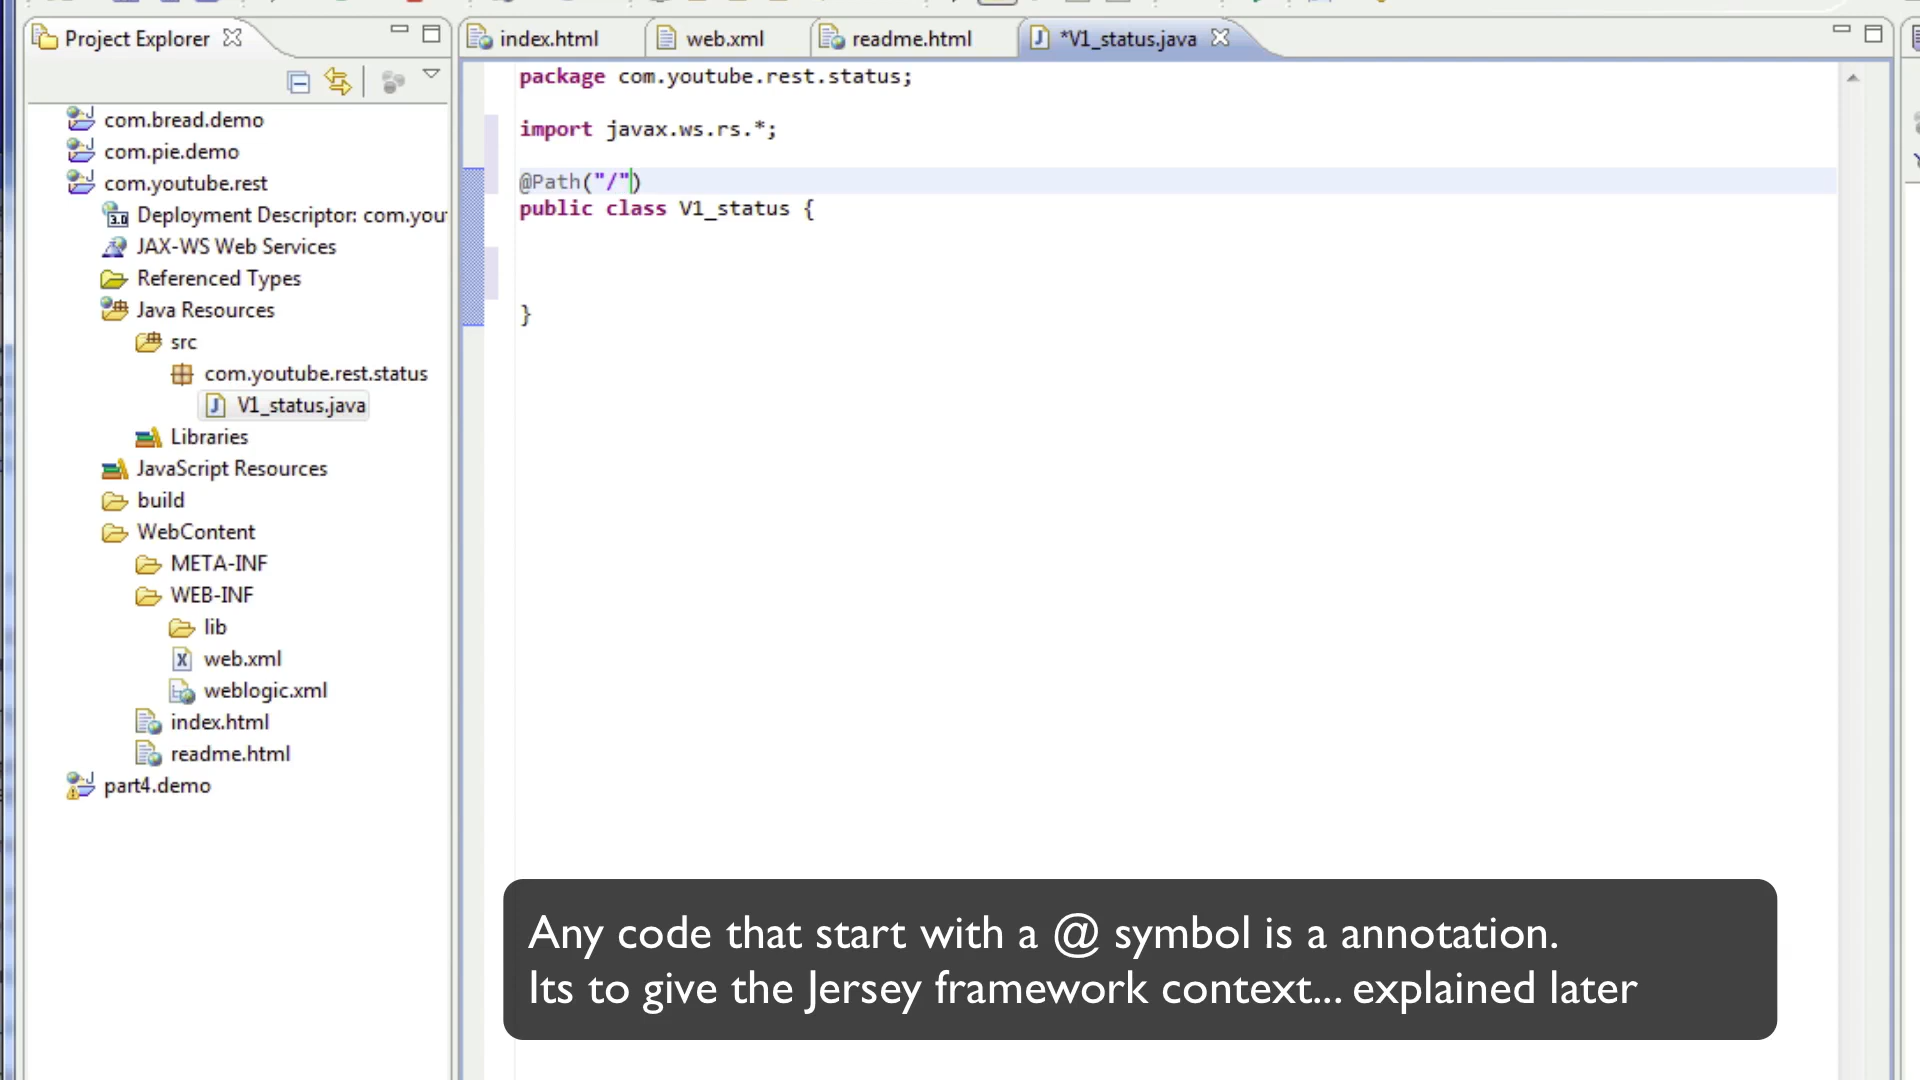 Project Explorer
index.html
web.xml
readme.html
*V1_status.java
com.bread.demo
com.pie.demo
com.youtube.rest
3.0
Deployment Descriptor: com.you
JAX-WS Web Services
Referenced Types
Java Resources
src
com.youtube.rest.status
J V1_status.java
Libraries
JavaScript Resources
build
WebContent
META-INF
WEB-INF
lib
X web.xml
weblogic.xml
index.html
readme.html
part4.demo
package com.youtube.rest.status;
import javax.ws.rs.*;
@Path("/")
public class V1_status {
}
Any code that start with a @ symbol is a annotation.
Its to give the Jersey framework context... explained later